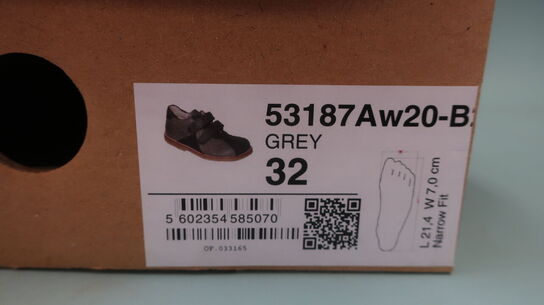 53187Aw20-B
GREY
32
5 602354 585070
OF.033165
L 21,4 W 7,0 cm
Narrow Fit